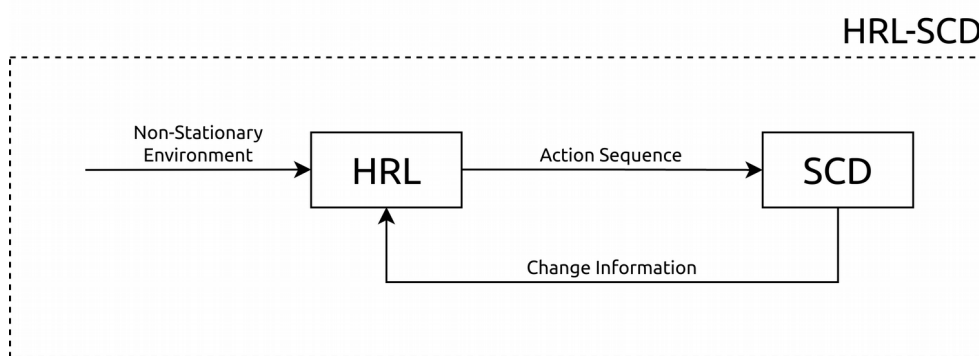 HRL-SCD
Non-Stationary
Environment
HRL
Action Sequence
SCD
Change Information